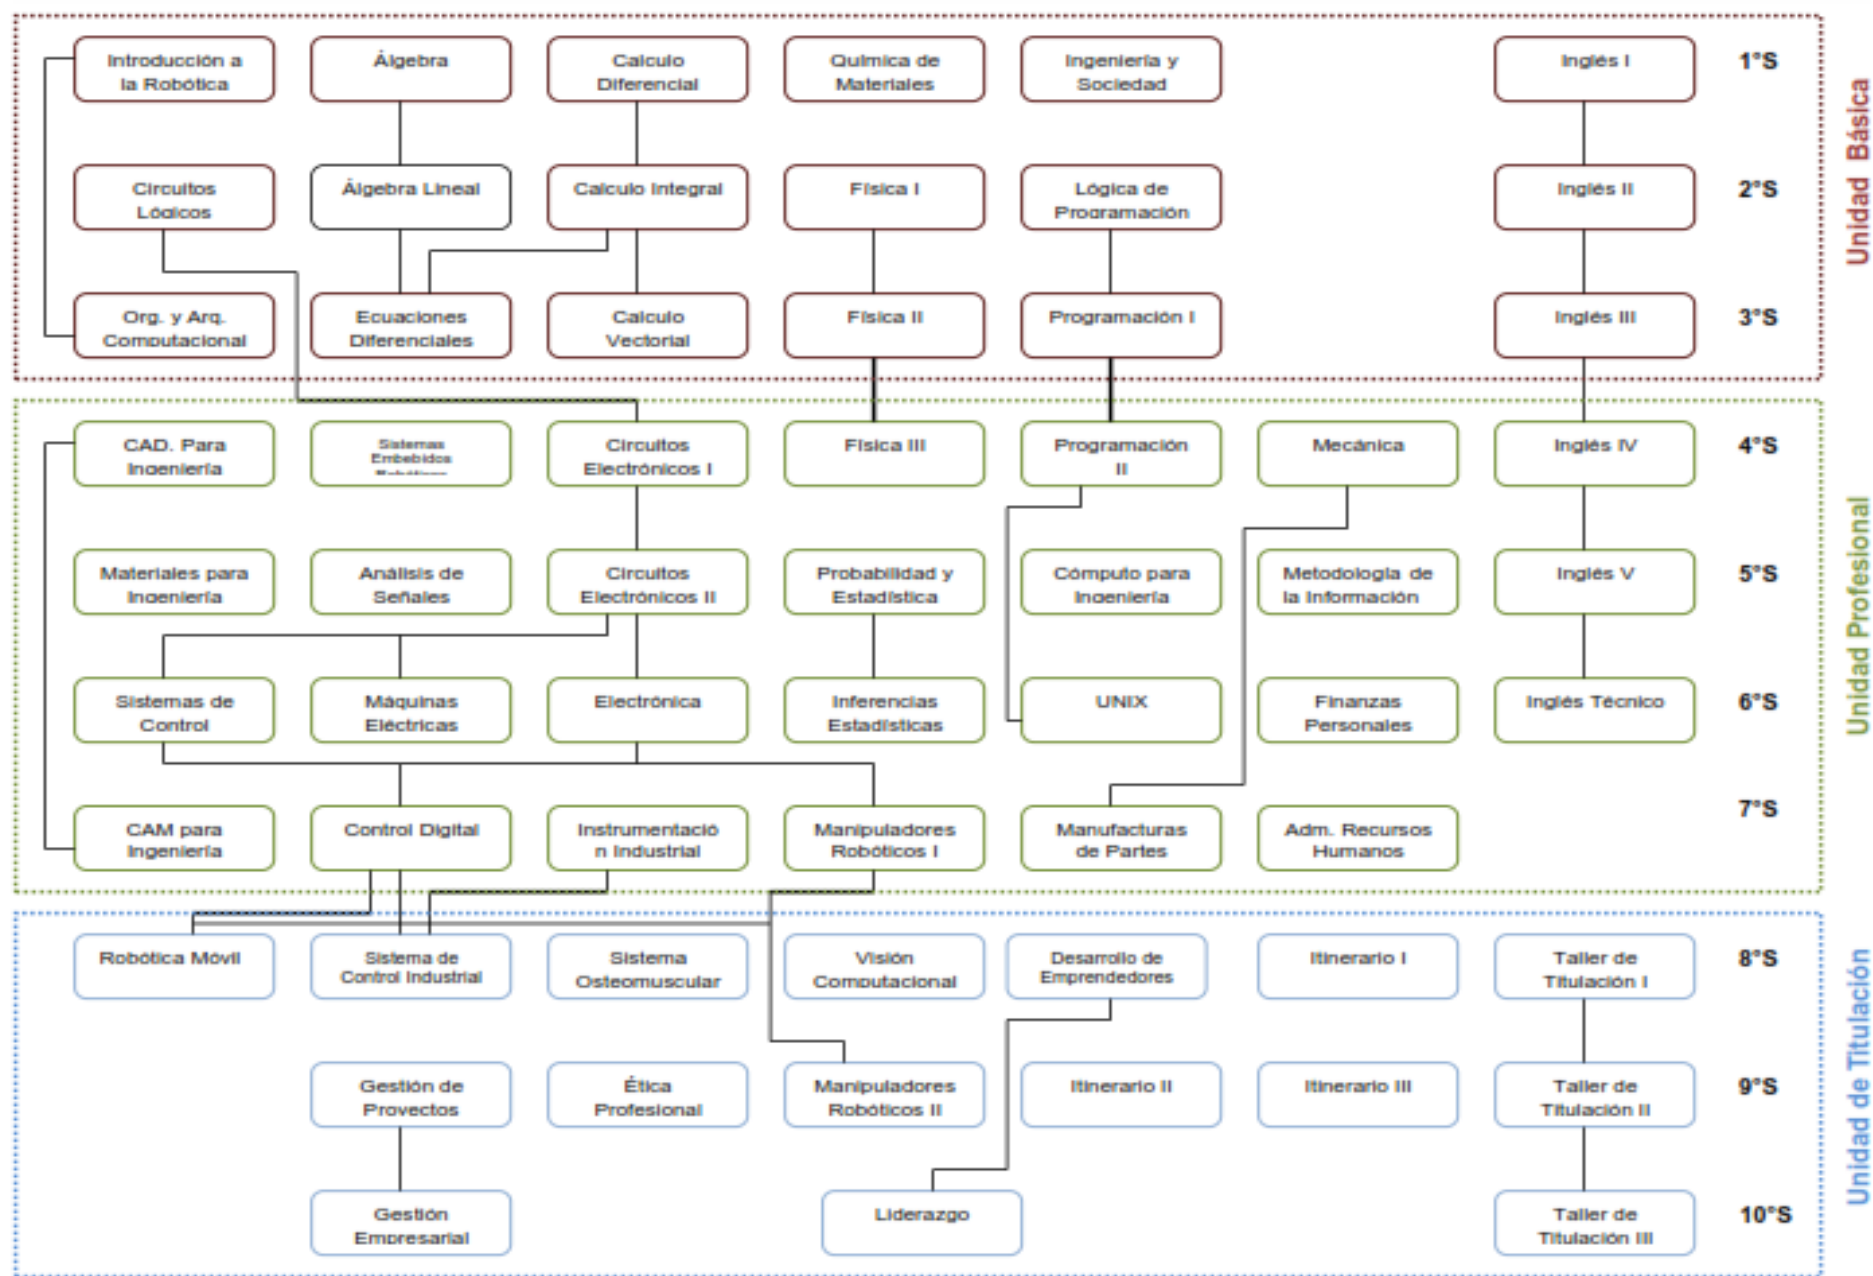 Introducción a
la Robótica
Álgebra
Calculo
Diferencial
Química de
Materiales
Ingeniería y
Sociedad
Inglés I
1°S
Circuitos
Lógicos
Álgebra Lineal
Calculo Integral
Física I
Lógica de
Programación
Inglés II
2°S
Org. y Arq.
Computacional
Ecuaciones
Diferenciales
Calculo
Vectorial
Física II
Programación I
Inglés III
3°S
Unidad Básica
CAD. Para
Ingeniería
Sistemas
Embebidos
Circuitos
Electrónicos I
Física III
Programación
II
Mecánica
Inglés IV
4°S
Materiales para
Ingeniería
Análisis de
Señales
Circuitos
Electrónicos II
Probabilidad y
Estadística
Cómputo para
Ingeniería
Metodología de
la Información
Inglés V
5°S
Sistemas de
Control
Máquinas
Eléctricas
Electrónica
Inferencias
Estadísticas
UNIX
Finanzas
Personales
Inglés Técnico
6°S
CAM para
Ingeniería
Control Digital
Instrumentació
n Industrial
Manipuladores
Robóticos I
Manufacturas
de Partes
Adm. Recursos
Humanos
7°S
Unidad Profesional
Robótica Móvil
Sistema de
Control Industrial
Sistema
Osteomuscular
Visión
Computacional
Desarrollo de
Emprendedores
Itinerario I
Taller de
Titulación I
8°S
Gestión de
Proyectos
Ética
Profesional
Manipuladores
Robóticos II
Itinerario II
Itinerario III
Taller de
Titulación II
9°S
Gestión
Empresarial
Liderazgo
Taller de
Titulación III
10°S
Unidad de Titulación